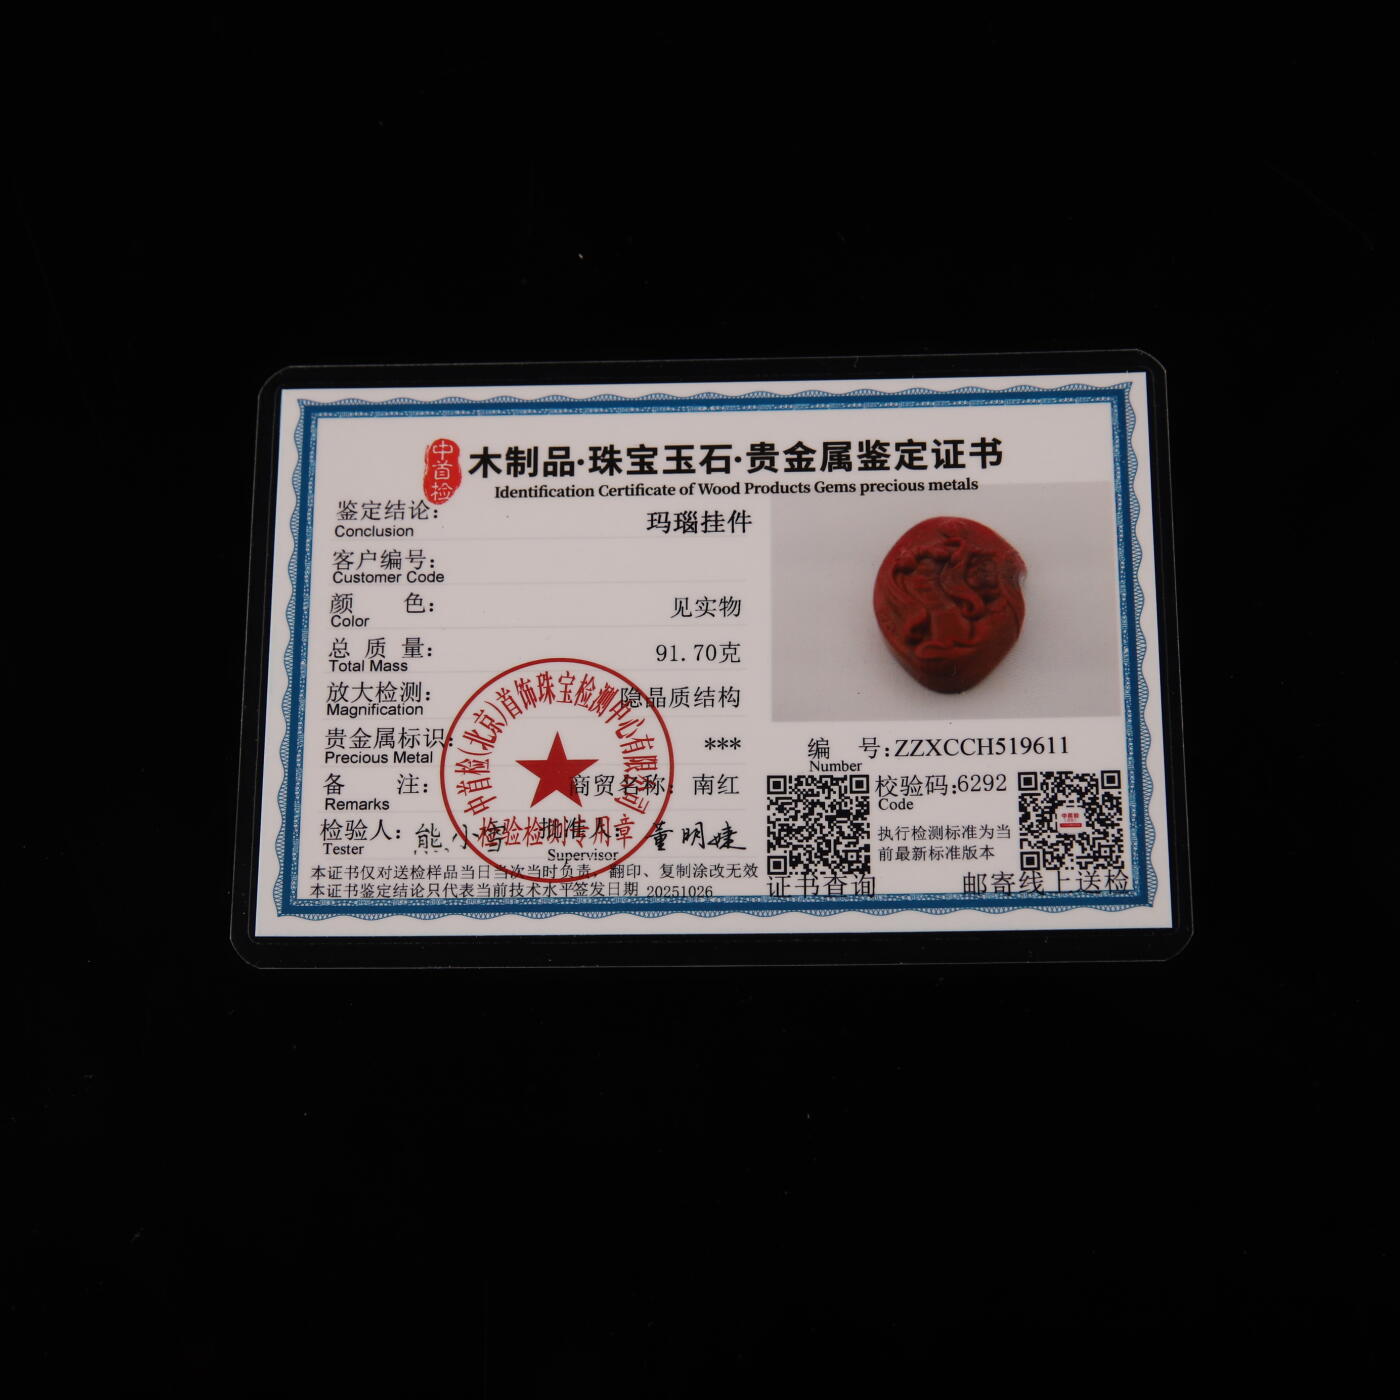 中首检
木制品·珠宝玉石·贵金属鉴定证书
Identification Certificate of Wood Products Gems precious metals
鉴定结论: 玛瑙挂件
Conclusion
客户编号:
Customer Code
颜 色: 见实物
Color
总 质 量: 91.70克
Total Mass
放大检测: 隐晶质结构
Magnification
贵金属标识: ***
Precious Metal
备 注: 商贸名称: 南红
Remarks
检验人: 熊小雪 批准人: 董明婕
Tester Supervisor
本证书仅对送检样品当日当次当时负责, 翻印、复制涂改无效
本证书鉴定结论只代表当前技术水平签发日期 20251026
中首检(北京)首饰珠宝检测中心有限公司
检验检测专用章
编 号:ZZXCCH519611
Number
校验码:6292
Code
执行检测标准为当
前最新标准版本
证书查询
中首检
邮寄线上送检